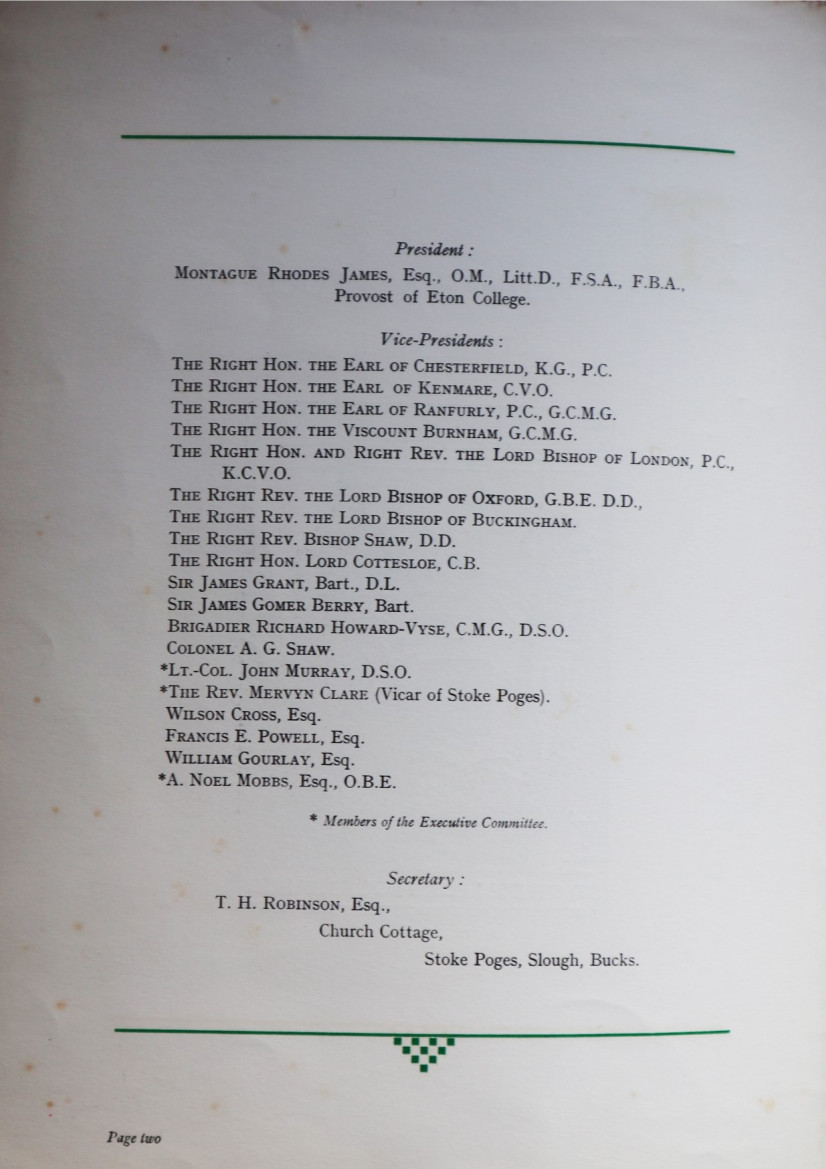 President :
MONTAGUE RHODES JAMES, Esq., O.M., Litt.D., F.S.A., F.B.A.,
Provost of Eton College.
Vice-Presidents :
THE RIGHT HON. THE EARL OF CHESTERFIELD, K.G., P.C.
THE RIGHT HON. THE EARL OF KENMARE, C.V.O.
THE RIGHT HON. THE EARL OF RANFURLY, P.C., G.C.M.G.
THE RIGHT HON. THE VISCOUNT BURNHAM, G.C.M.G.
THE RIGHT HON. AND RIGHT REV. THE LORD BISHOP OF LONDON, P.C.,
K.C.V.O.
THE RIGHT REV. THE LORD BISHOP OF OXFORD, G.B.E. D.D.,
THE RIGHT REV. THE LORD BISHOP OF BUCKINGHAM.
THE RIGHT REV. BISHOP SHAW, D.D.
THE RIGHT HON. LORD COTTESLOE, C.B.
SIR JAMES GRANT, Bart., D.L.
SIR JAMES GOMER BERRY, Bart.
BRIGADIER RICHARD HOWARD-VYSE, C.M.G., D.S.O.
COLONEL A. G. SHAW.
*LT.-COL. JOHN MURRAY, D.S.O.
*THE REV. MERVYN CLARE (Vicar of Stoke Poges).
WILSON CROSS, Esq.
FRANCIS E. POWELL, Esq.
WILLIAM GOURLAY, Esq.
*A. NOEL MOBBS, Esq., O.B.E.
* Members of the Executive Committee.
Secretary :
T. H. ROBINSON, Esq.,
Church Cottage,
Stoke Poges, Slough, Bucks.
Page two